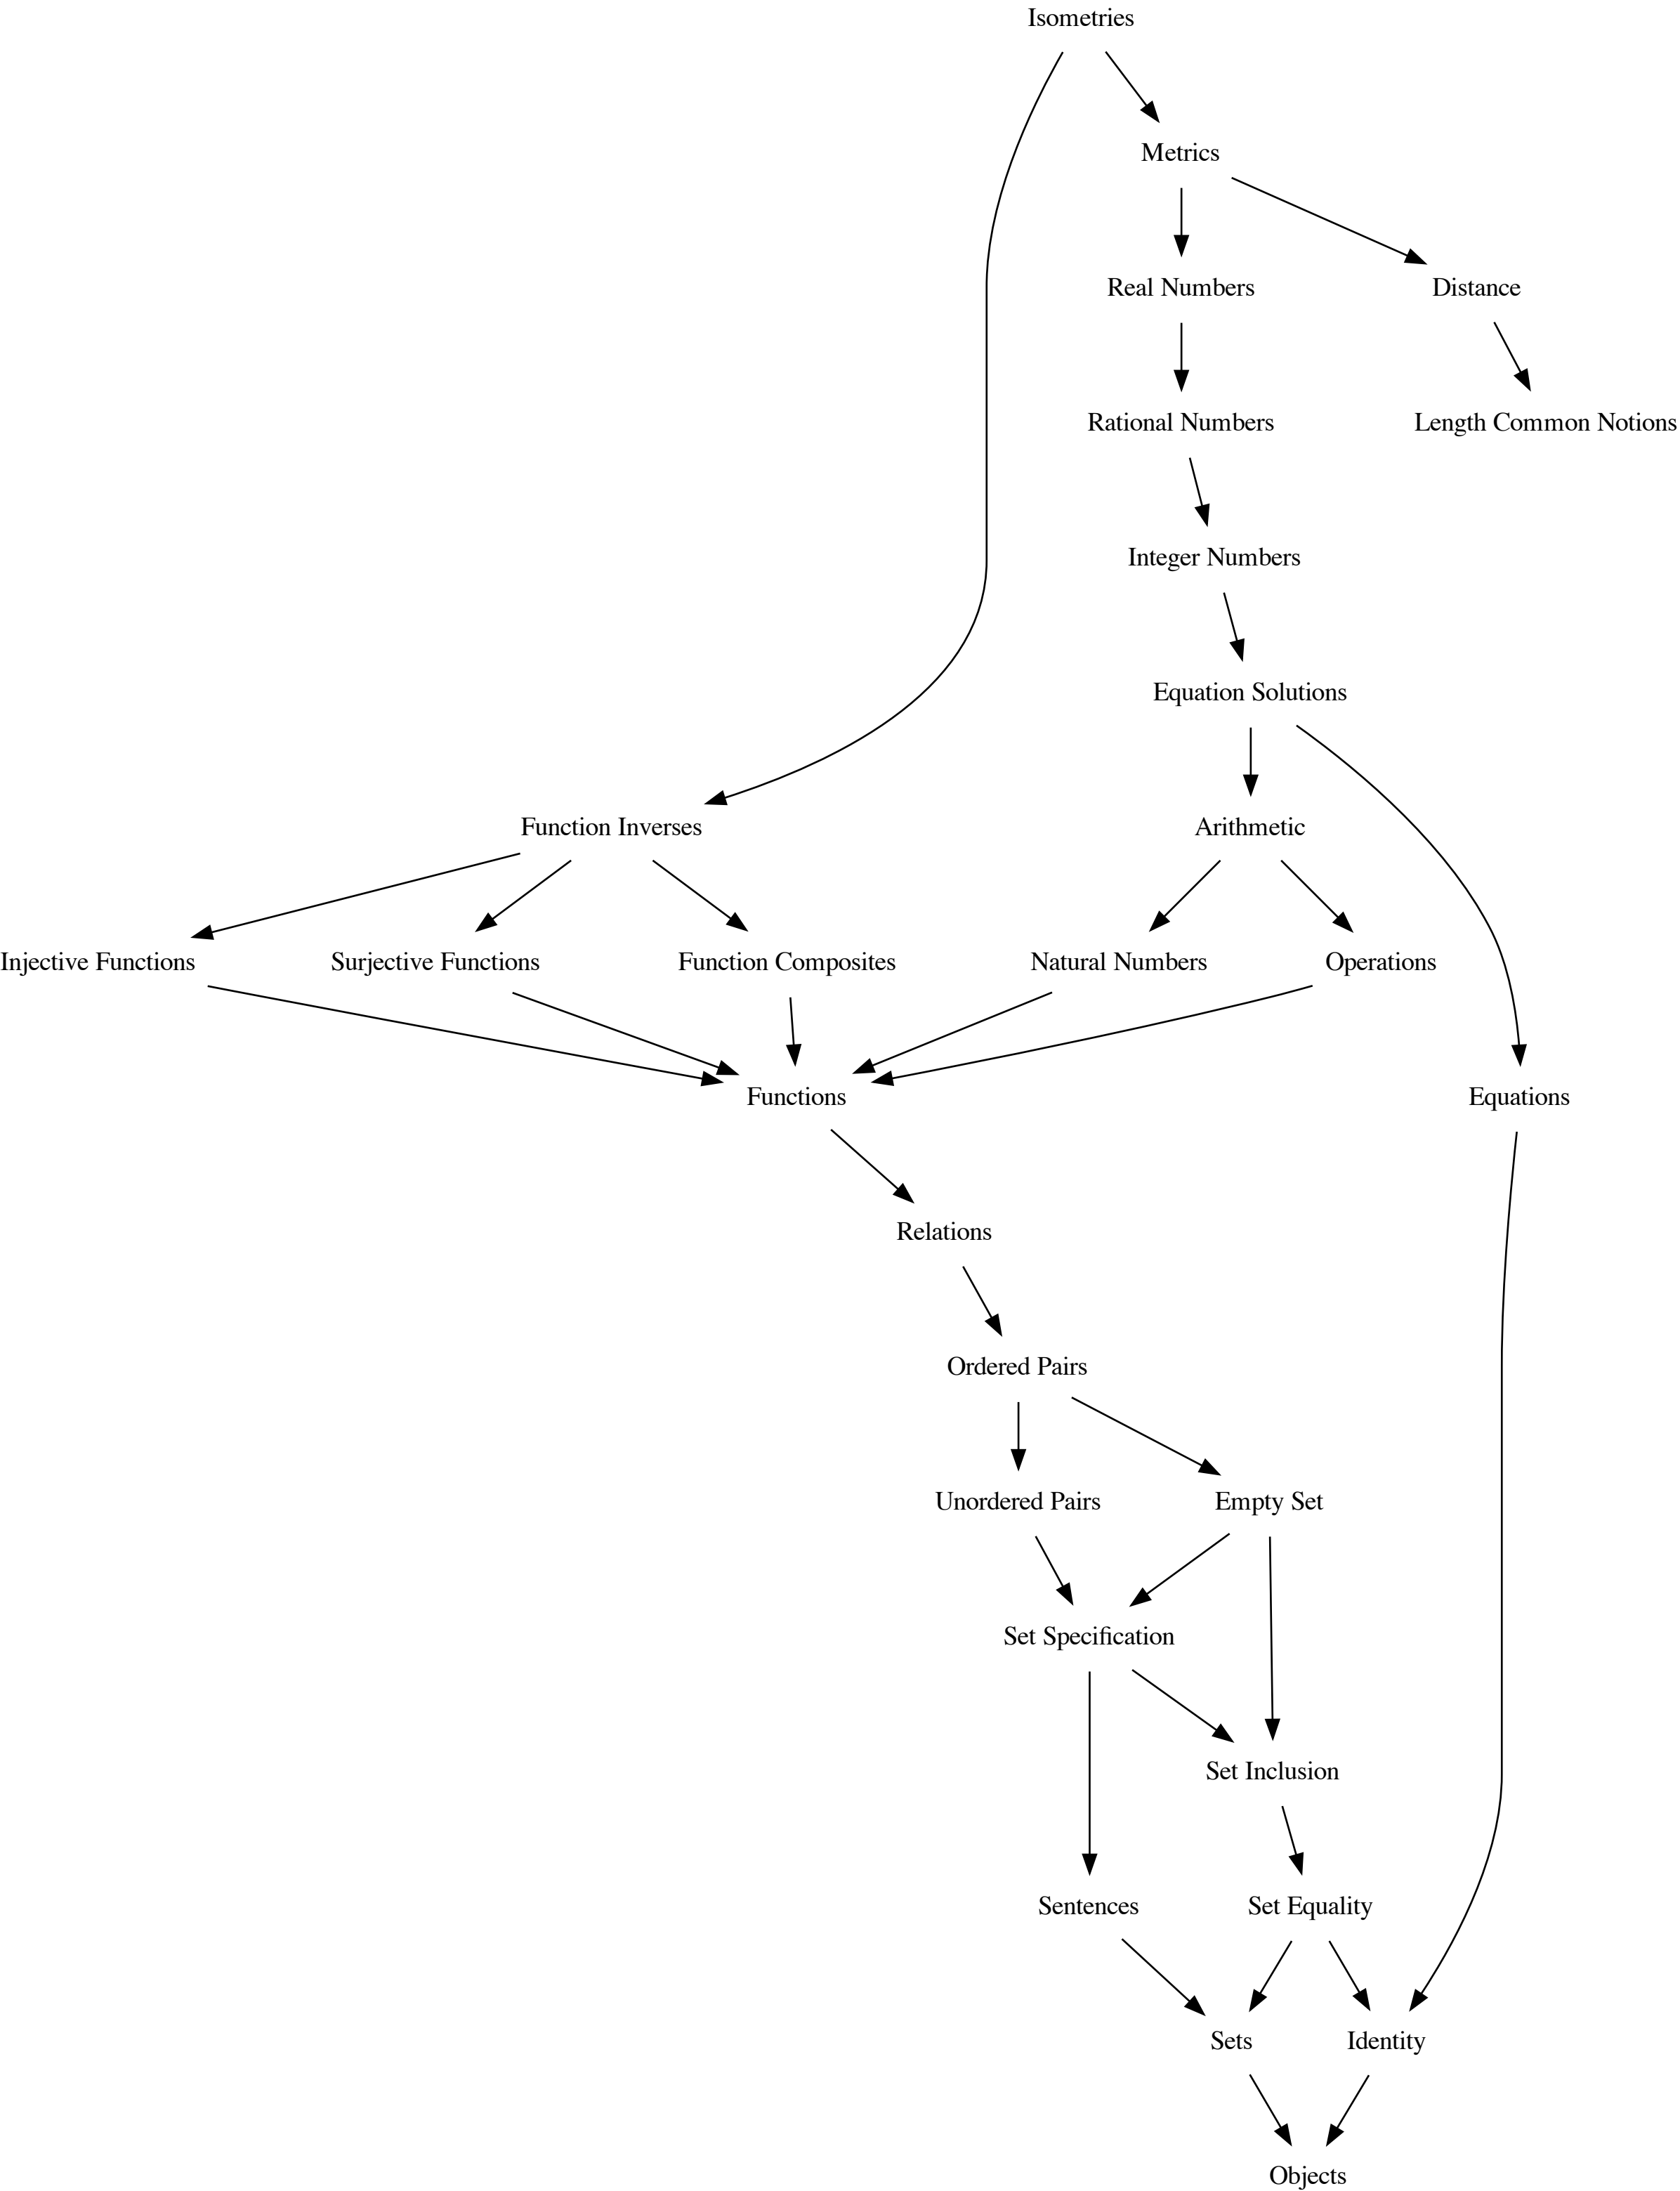 Isometries
Metrics
Real Numbers
Distance
Rational Numbers
Length Common Notions
Integer Numbers
Equation Solutions
Function Inverses
Arithmetic
Injective Functions
Surjective Functions
Function Composites
Natural Numbers
Operations
Functions
Equations
Relations
Ordered Pairs
Unordered Pairs
Empty Set
Set Specification
Set Inclusion
Sentences
Set Equality
Sets
Identity
Objects